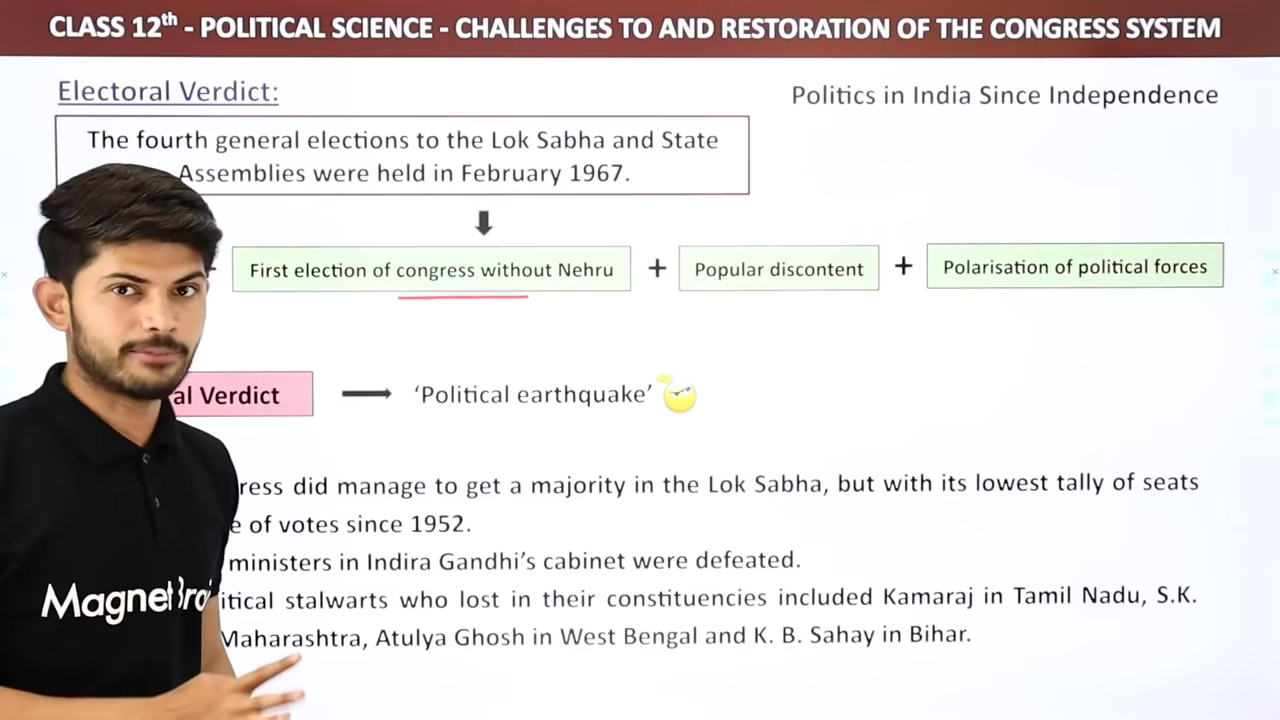 CLASS 12th - POLITICAL SCIENCE - CHALLENGES TO AND RESTORATION OF THE CONGRESS SYSTEM
Electoral Verdict:
Politics in India Since Independence
The fourth general elections to the Lok Sabha and State
Assemblies were held in February 1967.
First election of congress without Nehru + Popular discontent + Polarisation of political forces
al Verdict
‘Political earthquake’
ress did manage to get a majority in the Lok Sabha, but with its lowest tally of seats
e of votes since 1952.
ministers in Indira Gandhi’s cabinet were defeated.
itical stalwarts who lost in their constituencies included Kamaraj in Tamil Nadu, S.K.
Maharashtra, Atulya Ghosh in West Bengal and K. B. Sahay in Bihar.
Magnet Brai